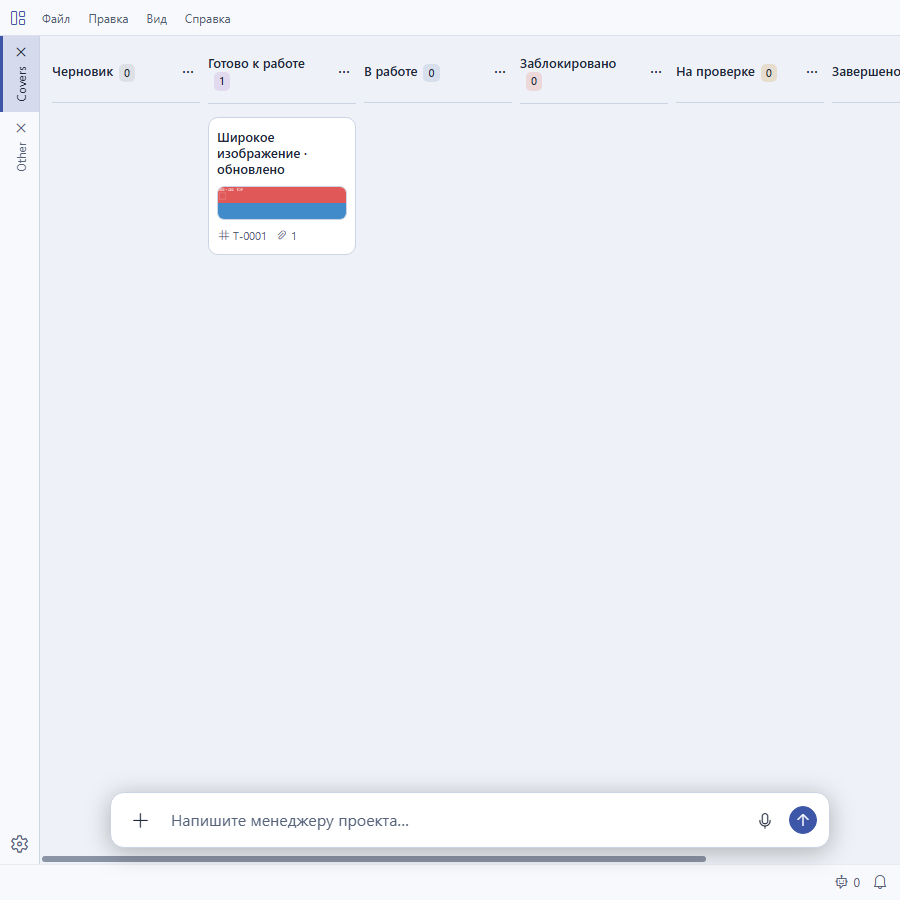 Файл Правка Вид Справка
Covers
Other
Черновик 0
Готово к работе
1
В работе 0
Заблокировано
0
На проверке 0
Завершено
Широкое
изображение ·
обновлено
T-0001 1
Напишите менеджеру проекта...
0